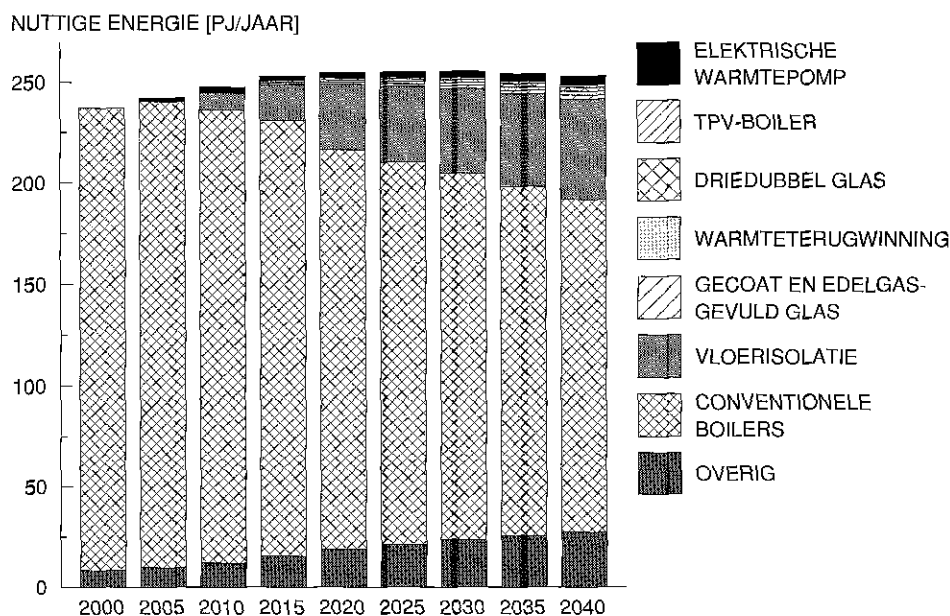 NUTTIGE ENERGIE [PJ/JAAR]
250
200
150
100
50
0
2000 2005 2010 2015 2020 2025 2030 2035 2040
ELEKTRISCHE
WARMTEPOMP
TPV-BOILER
DRIEDUBBEL GLAS
WARMTETERUGWINNING
GECOAT EN EDELGAS-
GEVULD GLAS
VLOERISOLATIE
CONVENTIONELE
BOILERS
OVERIG